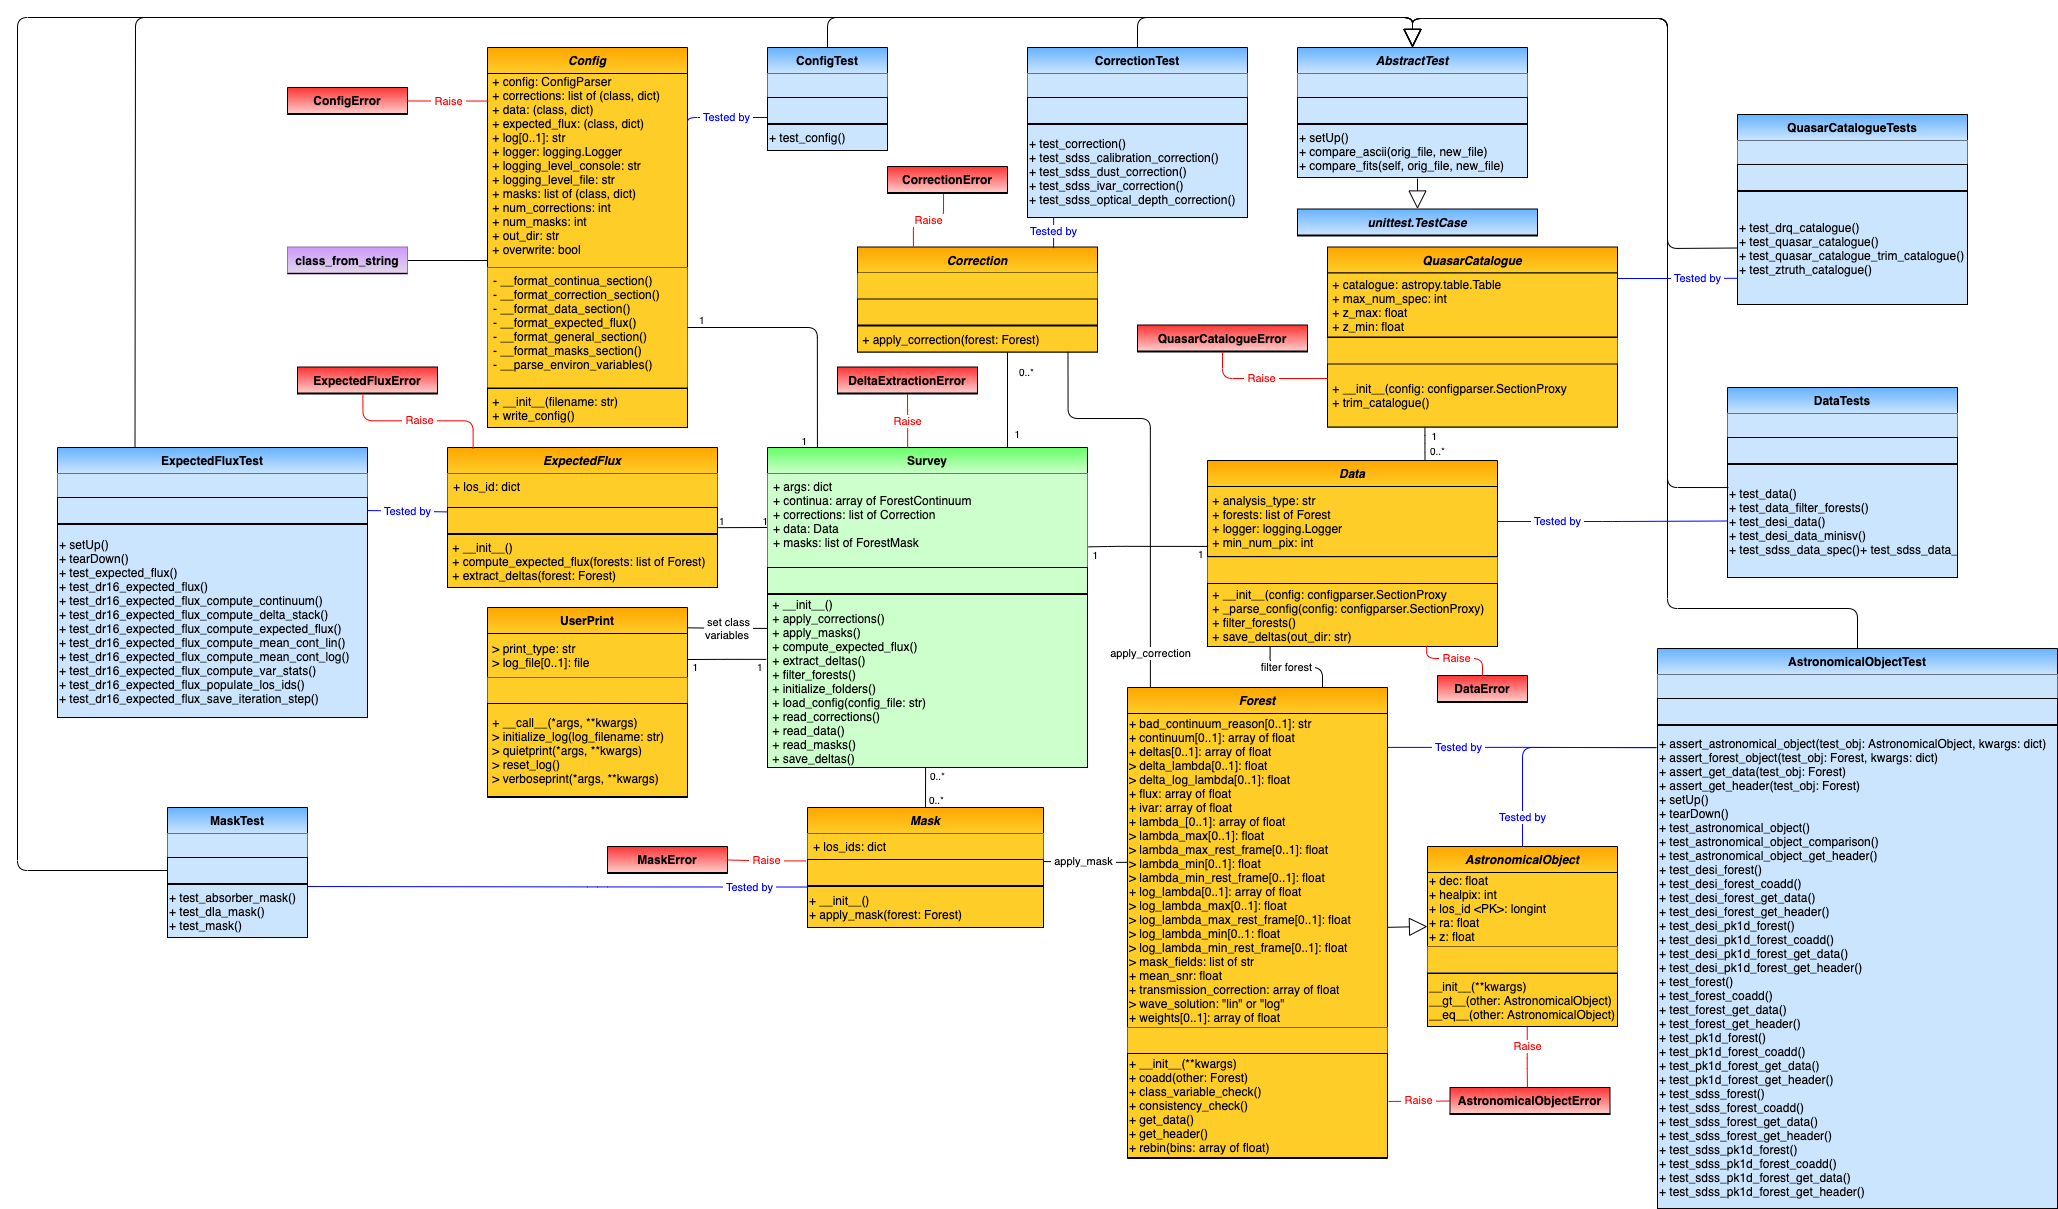 Config
+ config: ConfigParser
+ corrections: list of (class, dict)
+ data: (class, dict)
+ expected_flux: (class, dict)
+ log[0..1]: str
+ logger: logging.Logger
+ logging_level_console: str
+ logging_level_file: str
+ masks: list of (class, dict)
+ num_corrections: int
+ num_masks: int
+ out_dir: str
+ overwrite: bool
- __format_continua_section()
- __format_correction_section()
- __format_data_section()
- __format_expected_flux()
- __format_general_section()
- __format_masks_section()
- __parse_environ_variables()
+ __init__(filename: str)
+ write_config()
ConfigError
Raise
class_from_string
Tested by
ConfigTest
+ test_config()
CorrectionTest
+ test_correction()
+ test_sdss_calibration_correction()
+ test_sdss_dust_correction()
+ test_sdss_ivar_correction()
+ test_sdss_optical_depth_correction()
Tested by
CorrectionError
Raise
Correction
+ apply_correction(forest: Forest)
AbstractTest
+ setUp()
+ compare_ascii(orig_file, new_file)
+ compare_fits(self, orig_file, new_file)
unittest.TestCase
QuasarCatalogue
+ catalogue: astropy.table.Table
+ max_num_spec: int
+ z_max: float
+ z_min: float
+ __init__(config: configparser.SectionProxy
+ trim_catalogue()
Tested by
QuasarCatalogueTests
+ test_drq_catalogue()
+ test_quasar_catalogue()
+ test_quasar_catalogue_trim_catalogue()
+ test_ztruth_catalogue()
QuasarCatalogueError
Raise
1
1
0..*
1
1
0..*
ExpectedFluxError
Raise
DeltaExtractionError
Raise
DataTests
+ test_data()
+ test_data_filter_forests()
+ test_desi_data()
+ test_desi_data_minisv()
+ test_sdss_data_spec()+ test_sdss_data_
Tested by
ExpectedFluxTest
+ setUp()
+ tearDown()
+ test_expected_flux()
+ test_dr16_expected_flux()
+ test_dr16_expected_flux_compute_continuum()
+ test_dr16_expected_flux_compute_delta_stack()
+ test_dr16_expected_flux_compute_expected_flux()
+ test_dr16_expected_flux_compute_mean_cont_lin()
+ test_dr16_expected_flux_compute_mean_cont_log()
+ test_dr16_expected_flux_compute_var_stats()
+ test_dr16_expected_flux_populate_los_ids()
+ test_dr16_expected_flux_save_iteration_step()
Tested by
ExpectedFlux
+ los_id: dict
+ __init__()
+ compute_expected_flux(forests: list of Forest)
+ extract_deltas(forest: Forest)
1
1
Survey
+ args: dict
+ continua: array of ForestContinuum
+ corrections: list of Correction
+ data: Data
+ masks: list of ForestMask
+ __init__()
+ apply_corrections()
+ apply_masks()
+ compute_expected_flux()
+ extract_deltas()
+ filter_forests()
+ initialize_folders()
+ load_config(config_file: str)
+ read_corrections()
+ read_data()
+ read_masks()
+ save_deltas()
1
1
Data
+ analysis_type: str
+ forests: list of Forest
+ logger: logging.Logger
+ min_num_pix: int
+ __init__(config: configparser.SectionProxy
+ _parse_config(config: configparser.SectionProxy)
+ filter_forests()
+ save_deltas(out_dir: str)
UserPrint
> print_type: str
> log_file[0..1]: file
+ __call__(*args, **kwargs)
> initialize_log(log_filename: str)
> quietprint(*args, **kwargs)
> reset_log()
> verboseprint(*args, **kwargs)
set class
variables
1
1
apply_correction
filter forest
Raise
DataError
Forest
+ bad_continuum_reason[0..1]: str
+ continuum[0..1]: array of float
+ deltas[0..1]: array of float
> delta_lambda[0..1]: float
> delta_log_lambda[0..1]: float
+ flux: array of float
+ ivar: array of float
+ lambda_[0..1]: array of float
> lambda_max[0..1]: float
> lambda_max_rest_frame[0..1]: float
> lambda_min[0..1]: float
> lambda_min_rest_frame[0..1]: float
+ log_lambda[0..1]: array of float
> log_lambda_max[0..1]: float
> log_lambda_max_rest_frame[0..1]: float
> log_lambda_min[0..1: float
> log_lambda_min_rest_frame[0..1]: float
> mask_fields: list of str
+ mean_snr: float
+ transmission_correction: array of float
> wave_solution: "lin" or "log"
+ weights[0..1]: array of float
+ __init__(**kwargs)
+ coadd(other: Forest)
+ class_variable_check()
+ consistency_check()
+ get_data()
+ get_header()
+ rebin(bins: array of float)
Tested by
Tested by
AstronomicalObject
+ dec: float
+ healpix: int
+ los_id <PK>: longint
+ ra: float
+ z: float
__init__(**kwargs)
__gt__(other: AstronomicalObject)
__eq__(other: AstronomicalObject)
Raise
Raise
AstronomicalObjectError
AstronomicalObjectTest
+ assert_astronomical_object(test_obj: AstronomicalObject, kwargs: dict)
+ assert_forest_object(test_obj: Forest, kwargs: dict)
+ assert_get_data(test_obj: Forest)
+ assert_get_header(test_obj: Forest)
+ setUp()
+ tearDown()
+ test_astronomical_object()
+ test_astronomical_object_comparison()
+ test_astronomical_object_get_header()
+ test_desi_forest()
+ test_desi_forest_coadd()
+ test_desi_forest_get_data()
+ test_desi_forest_get_header()
+ test_desi_pk1d_forest()
+ test_desi_pk1d_forest_coadd()
+ test_desi_pk1d_forest_get_data()
+ test_desi_pk1d_forest_get_header()
+ test_forest()
+ test_forest_coadd()
+ test_forest_get_data()
+ test_forest_get_header()
+ test_pk1d_forest()
+ test_pk1d_forest_coadd()
+ test_pk1d_forest_get_data()
+ test_pk1d_forest_get_header()
+ test_sdss_forest()
+ test_sdss_forest_coadd()
+ test_sdss_forest_get_data()
+ test_sdss_forest_get_header()
+ test_sdss_pk1d_forest()
+ test_sdss_pk1d_forest_coadd()
+ test_sdss_pk1d_forest_get_data()
+ test_sdss_pk1d_forest_get_header()
0..*
0..*
MaskTest
+ test_absorber_mask()
+ test_dla_mask()
+ test_mask()
MaskError
Raise
Tested by
Mask
+ los_ids: dict
+ __init__()
+ apply_mask(forest: Forest)
apply_mask